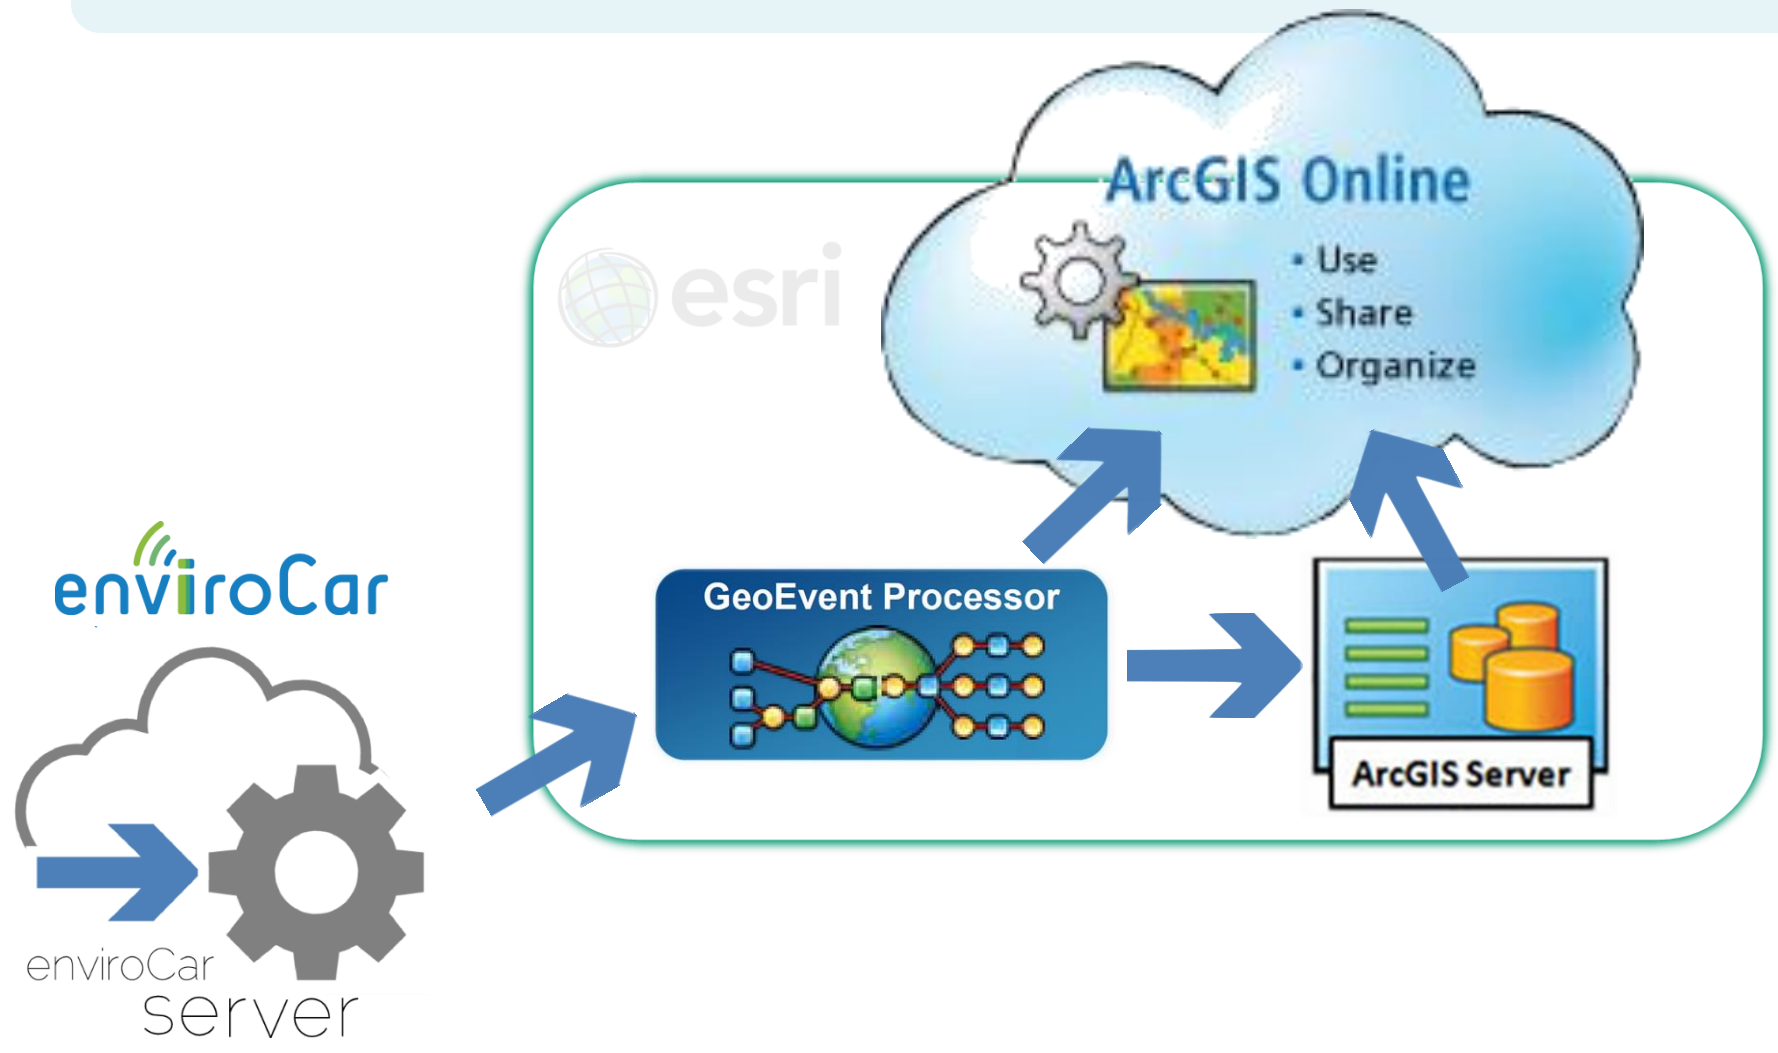 ArcGIS Online
• Use
• Share
• Organize
esri
enviroCar
GeoEvent Processor
ArcGIS Server
enviroCar
server